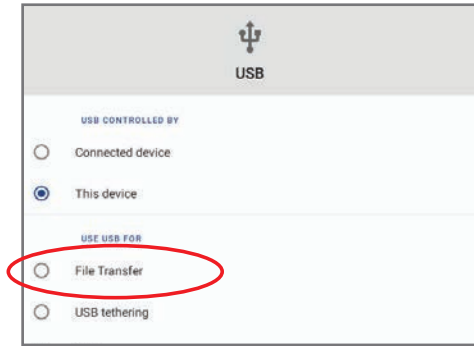 USB
USB CONTROLLED BY
Connected device
This device
USE USB FOR
File Transfer
USB tethering